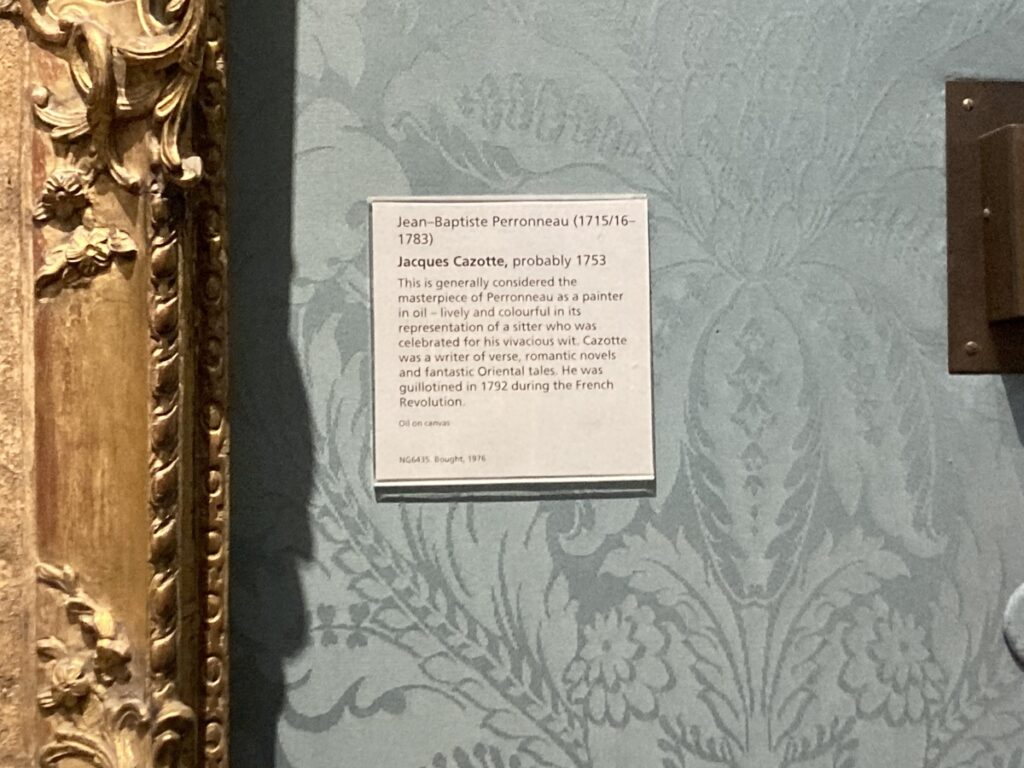 Jean–Baptiste Perronneau (1715/16–
1783)
Jacques Cazotte, probably 1753
This is generally considered the
masterpiece of Perronneau as a painter
in oil – lively and colourful in its
representation of a sitter who was
celebrated for his vivacious wit. Cazotte
was a writer of verse, romantic novels
and fantastic Oriental tales. He was
guillotined in 1792 during the French
Revolution.
Oil on canvas
NG6435. Bought, 1976